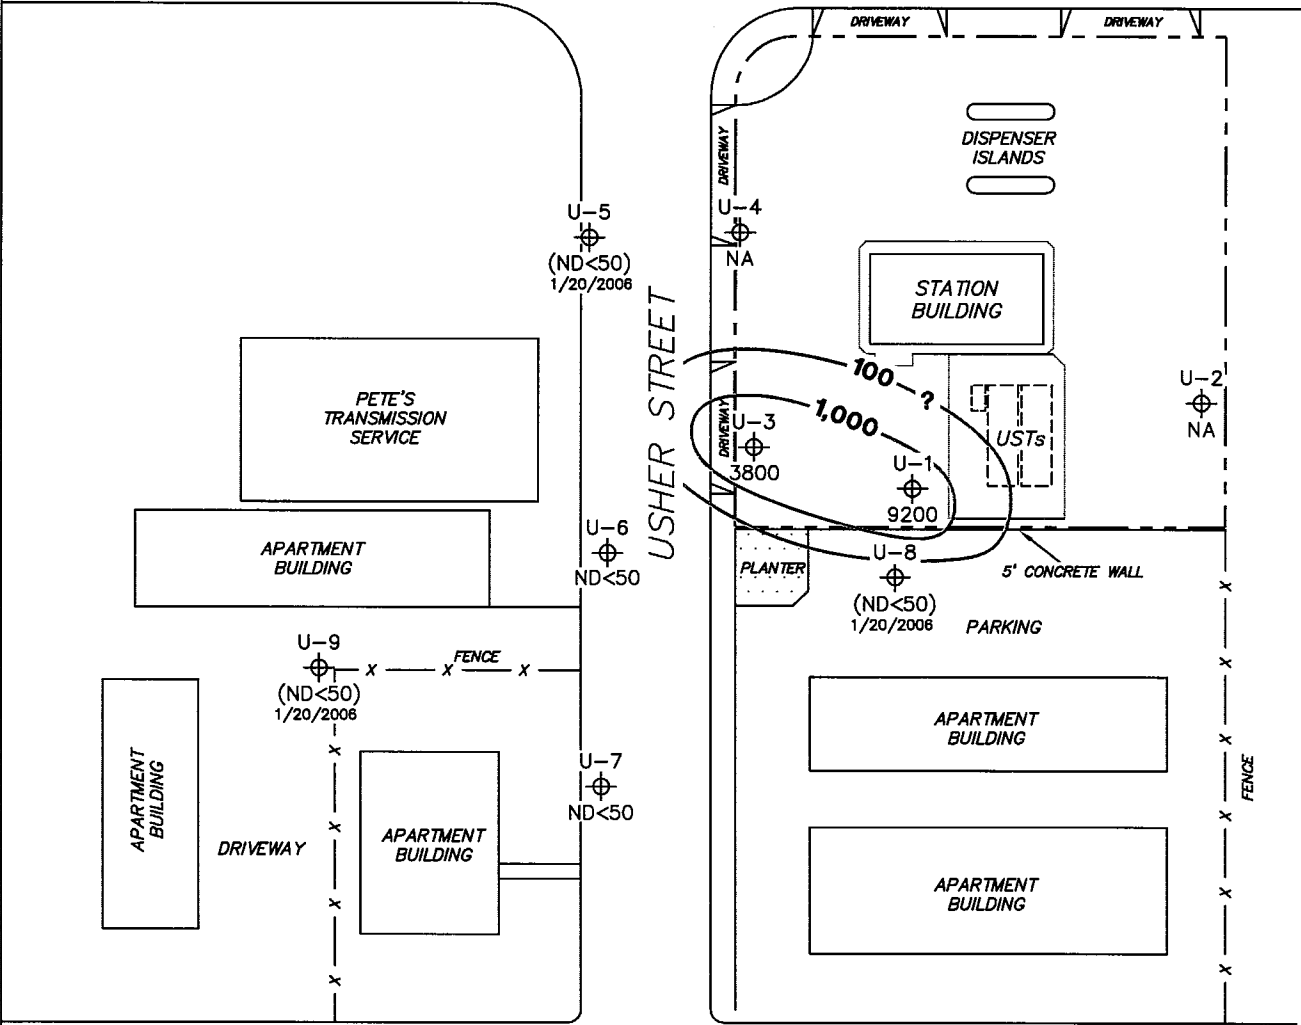 DRIVEWAY
DRIVEWAY
DISPENSER
ISLANDS
DRIVEWAY
U-4
NA
U-5
(ND<50)
1/20/2006
STATION
BUILDING
USHER STREET
100
?
1,000
U-2
NA
PETE'S
TRANSMISSION
SERVICE
DRIVEWAY
U-3
3800
USTs
U-1
9200
U-6
ND<50
APARTMENT
BUILDING
U-8
(ND<50)
1/20/2006
PLANTER
5' CONCRETE WALL
PARKING
U-9
(ND<50)
1/20/2006
X
X
FENCE
X
APARTMENT
BUILDING
U-7
ND<50
APARTMENT
BUILDING
DRIVEWAY
APARTMENT
BUILDING
X
X
X
X
APARTMENT
BUILDING
X
X
FENCE
X
X
X
X